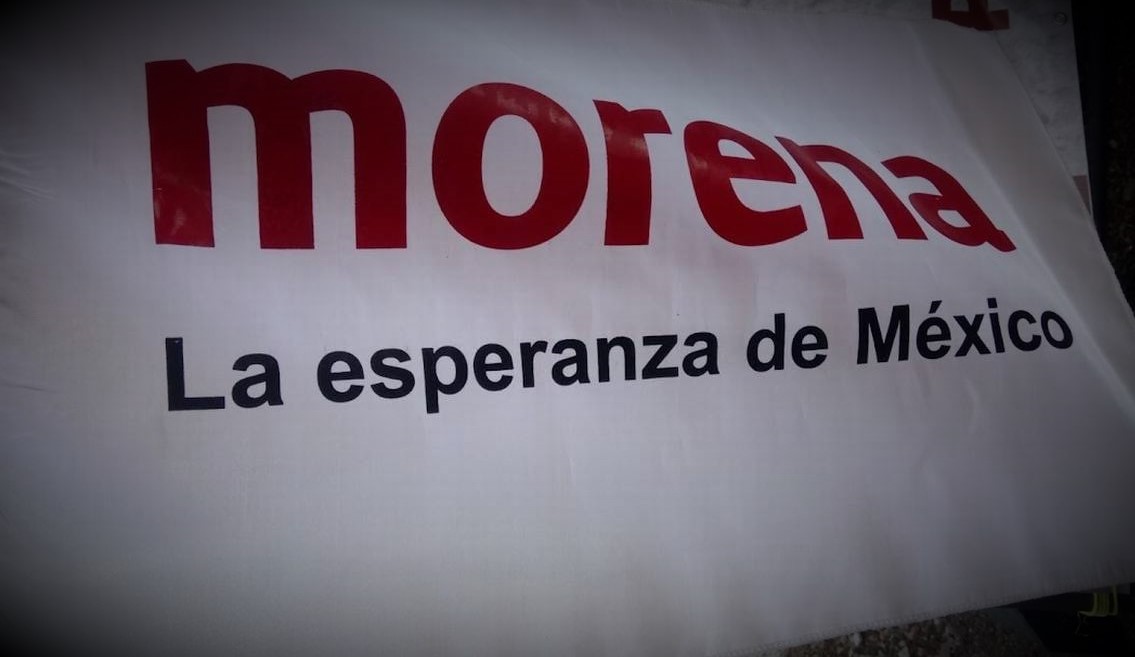 morena
La esperanza de México